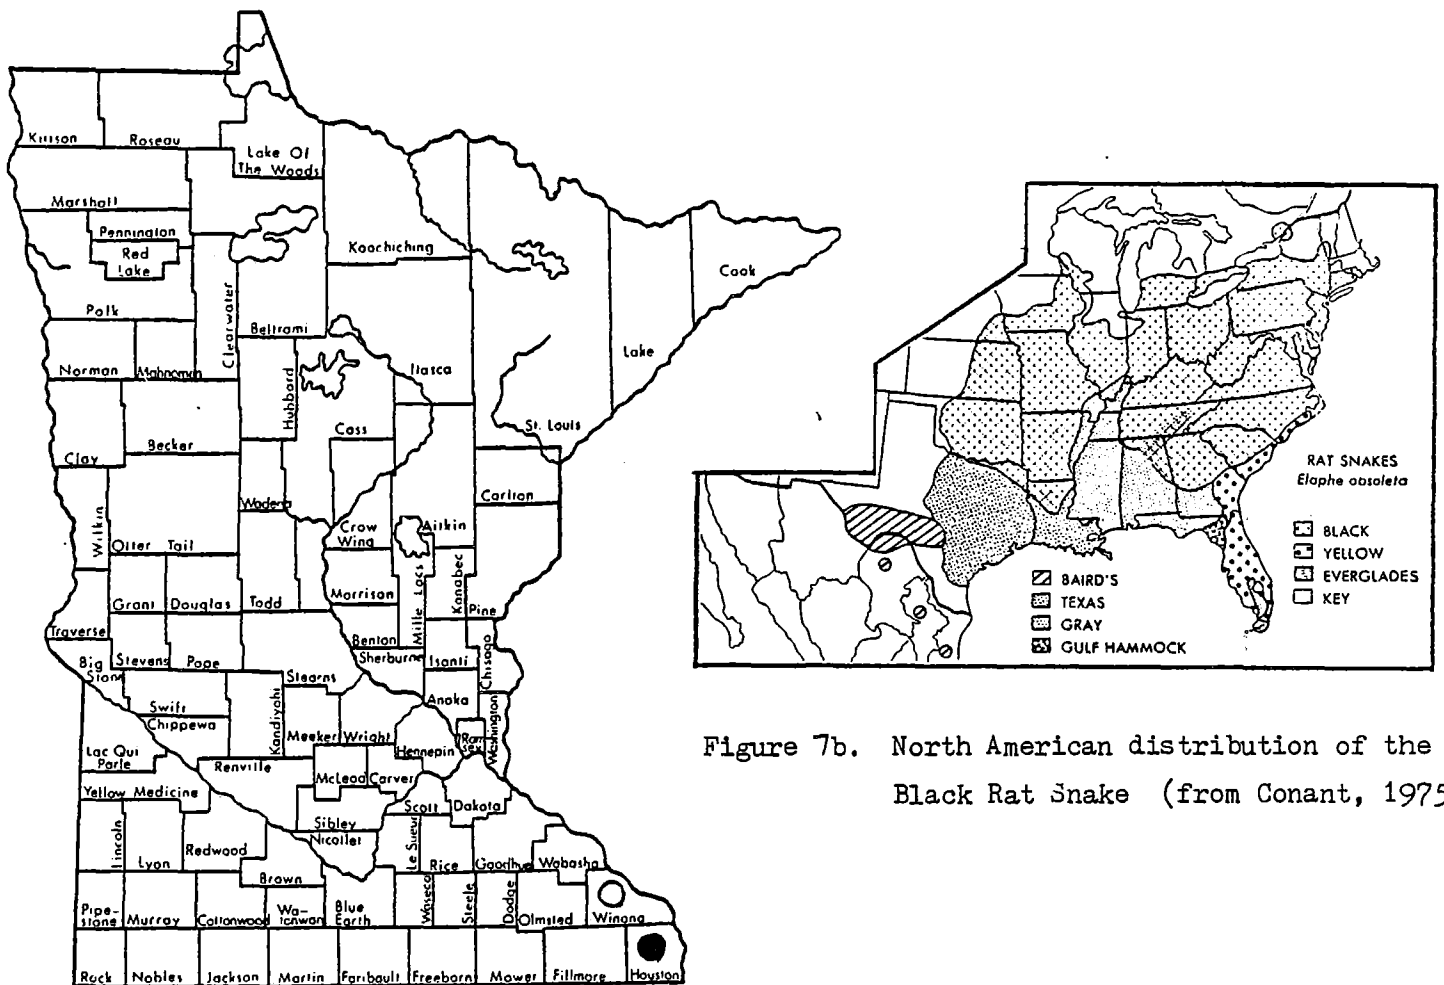 Kittson
Roseau
Lake Of
The Woods
Marshall
Pennington
Red
Lake
Koochiching
Cook
Polk
Clearwater
Beltrami
Lake
Norman
Mahnomen
Hubbard
Itasca
Cass
St. Louis
Becker
Clay
Wadena
Carlton
Wilkin
Crow
Wing
Aitkin
Otter Tail
Mille Lacs
Kanabec
Morrison
Grant
Douglas
Todd
Pine
Traverse
Benton
Big
Stone
Stevens
Pope
Sherburne
Isanti
Chisago
Stearns
Anoka
Swift
Kandiyohi
Chippewa
Washington
Meeker
Wright
Ram
sey
Hennepin
Lac Qui
Parle
Renville
McLeod
Carver
Yellow Medicine
Scott
Dakota
Sibley
Nicollet
Le Sueur
Lincoln
Lyon
Redwood
Rice
Goodhue
Wabasha
Brown
Waseca
Steele
Dodge
Pipe-
stone
Murray
Cottonwood
Wa-
tonwan
Blue
Earth
Olmsted
Winona
Rock
Nobles
Jackson
Martin
Faribault
Freeborn
Mower
Fillmore
Houston
RAT SNAKES
Elaphe obsoleta
BLACK
YELLOW
EVERGLADES
KEY
BAIRD'S
TEXAS
GRAY
GULF HAMMOCK
Figure 7b. North American distribution of the
Black Rat Snake (from Conant, 1975